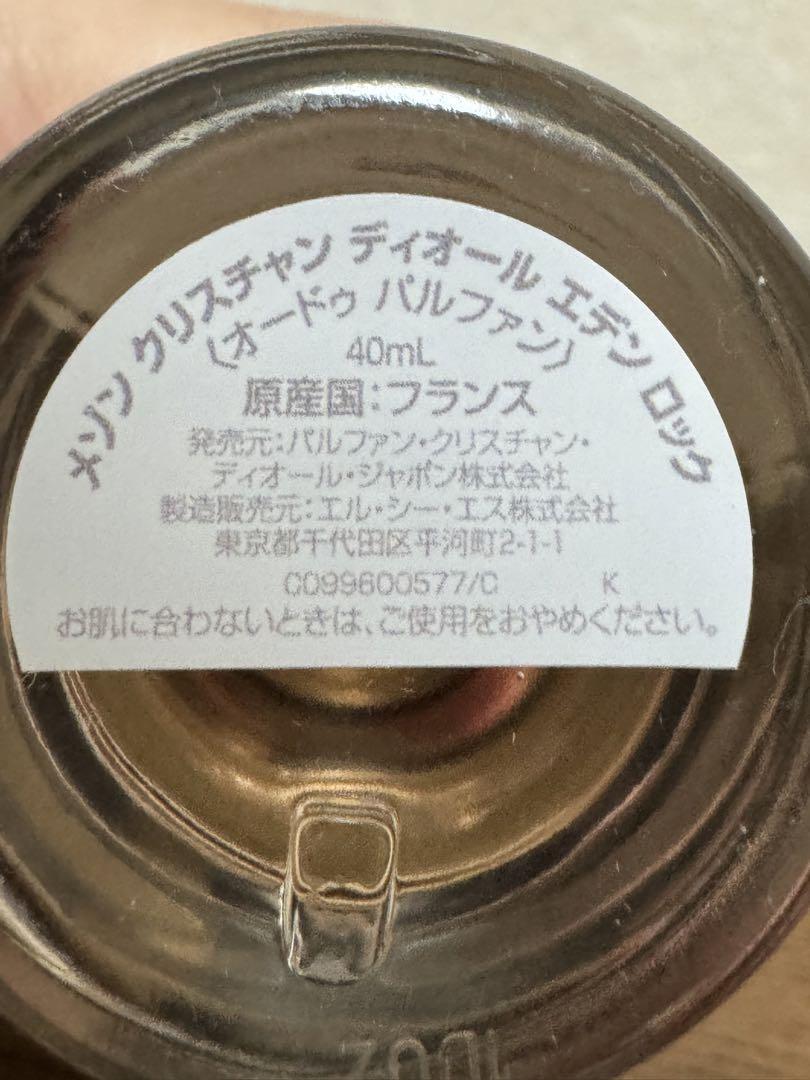 メゾン クリスチャン ディオール エデン ロック
(オードゥ パルファン)
40mL
原産国:フランス
発売元:パルファン・クリスチャン・
ディオール・ジャポン株式会社
製造販売元:エル・シー・エス株式会社
東京都千代田区平河町2-1-1
C099600577/C K
お肌に合わないときは、ご使用をおやめください。